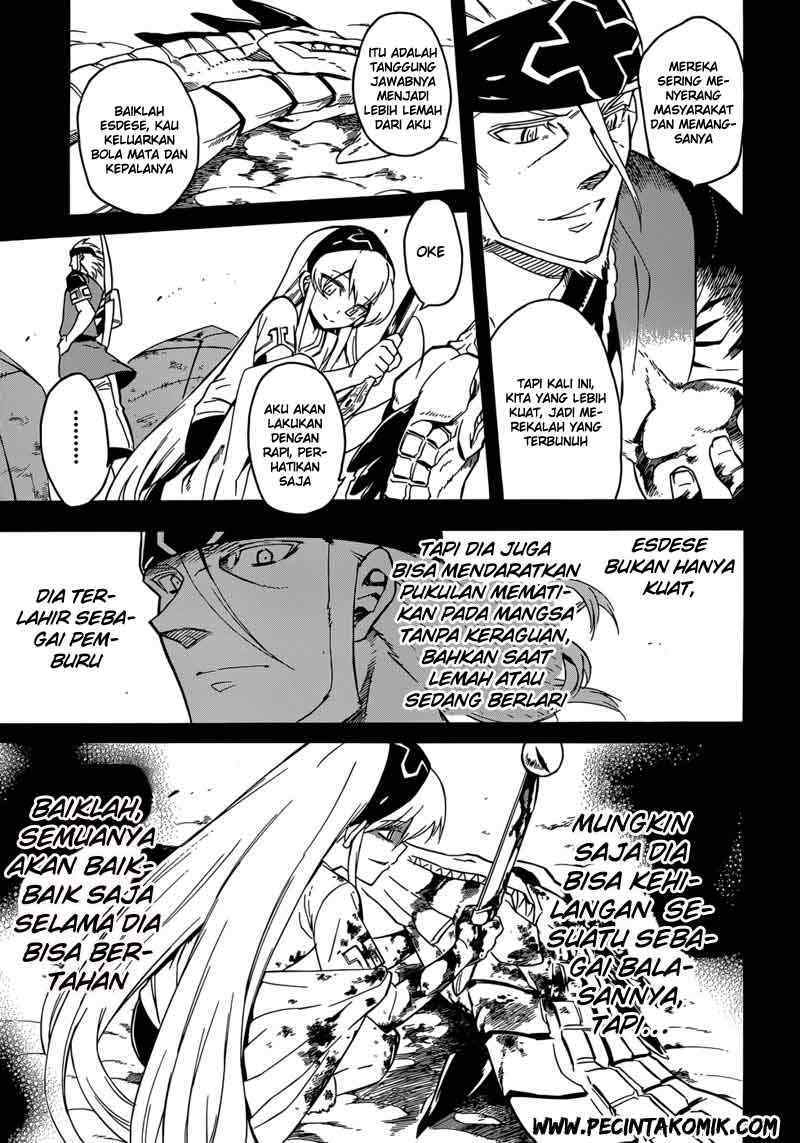 MEREKA
SERING ME-
NYERANG
MASYARAKAT
DAN MEMANG-
SANYA
TAPI KALI INI,
KITA YANG LEBIH
KUAT, JADI ME-
REKALAH YANG
TERBUNUH
ITU ADALAH
TANGGUNG
JAWABNYA
MENJADI
LEBIH LEMAH
DARI AKU
BAIKLAH
ESDESE, KAU
KELUARKAN
BOLA MATA DAN
KEPALANYA
OKE
AKU AKAN
LAKUKAN
DENGAN
RAPI, PER-
HATIKAN
SAJA
.........
ESDESE
BUKAN HANYA
KUAT,
TAPI DIA JUGA
BISA MENDARATKAN
PUKULAN MEMATI-
KAN PADA MANGSA
TANPA KERAGUAN,
BAHKAN SAAT
LEMAH ATAU
SEDANG BERLARI
DIA TER-
LAHIR SEBA-
GAI PEM-
BURU
MUNGKIN
SAJA DIA
BISA KEHI-
LANGAN SE-
SUATU SEBA-
GAI BALA-
SANNYA,
TAPI...
BAIKLAH,
SEMUANYA
AKAN BAIK-
BAIK SAJA
SELAMA DIA
BISA BER-
TAHAN
WWW.PECINTAKOMIK.COM